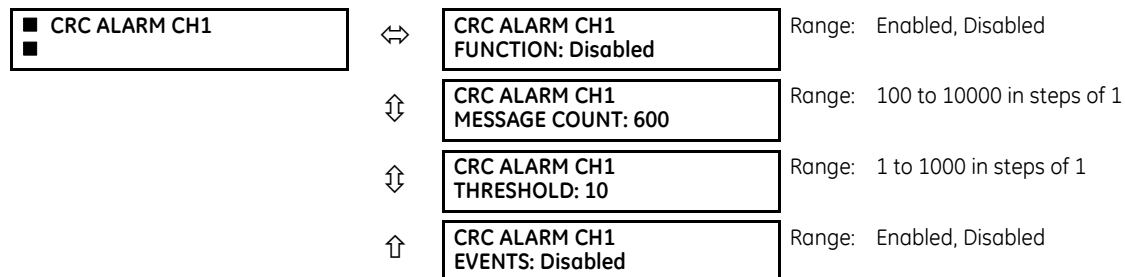 ■ CRC ALARM CH1
■
CRC ALARM CH1
FUNCTION: Disabled
Range: Enabled, Disabled
CRC ALARM CH1
MESSAGE COUNT: 600
Range: 100 to 10000 in steps of 1
CRC ALARM CH1
THRESHOLD: 10
Range: 1 to 1000 in steps of 1
CRC ALARM CH1
EVENTS: Disabled
Range: Enabled, Disabled